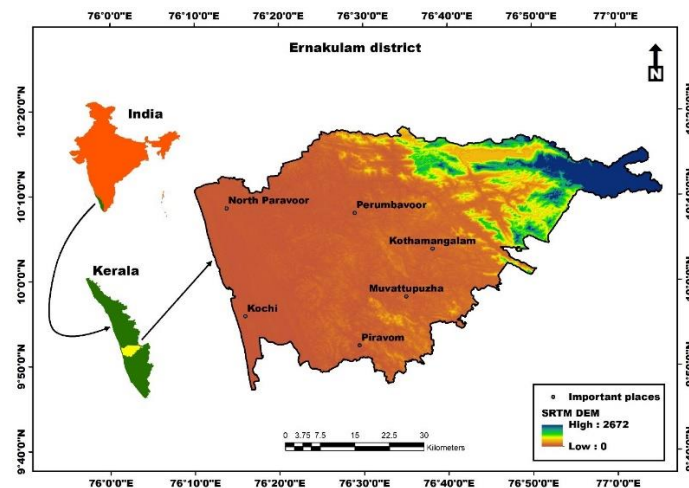 76°0'0"E 76°10'0"E 76°20'0"E 76°30'0"E 76°40'0"E 76°50'0"E 77°0'0"E
Ernakulam district
N
India
Kerala
North Paravoor
Perumbavoor
Kothamangalam
Muvattupuzha
Kochi
Piravom
Important places
SRTM DEM
High : 2672
Low : 0
0 3.75 7.5 15 22.5 30
Kilometers
10°20'0"N
10°10'0"N
10°0'0"N
9°50'0"N
9°40'0"N
76°0'0"E 76°10'0"E 76°20'0"E 76°30'0"E 76°40'0"E 76°50'0"E 77°0'0"E